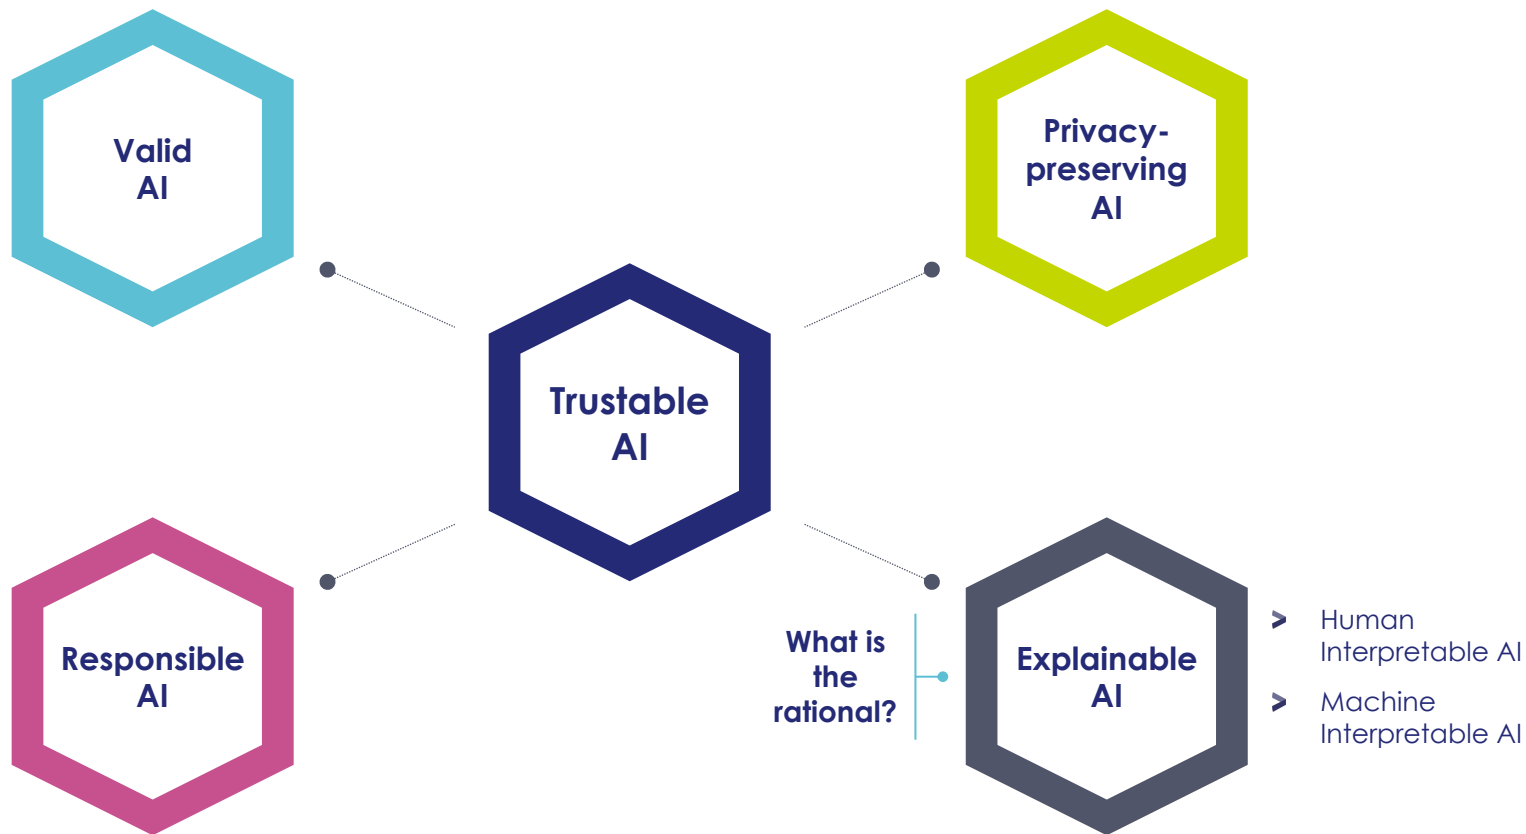 Valid
AI
Privacy-
preserving
AI
Trustable
AI
Responsible
AI
What is
the
rational?
Explainable
AI
> Human
Interpretable AI
> Machine
Interpretable AI